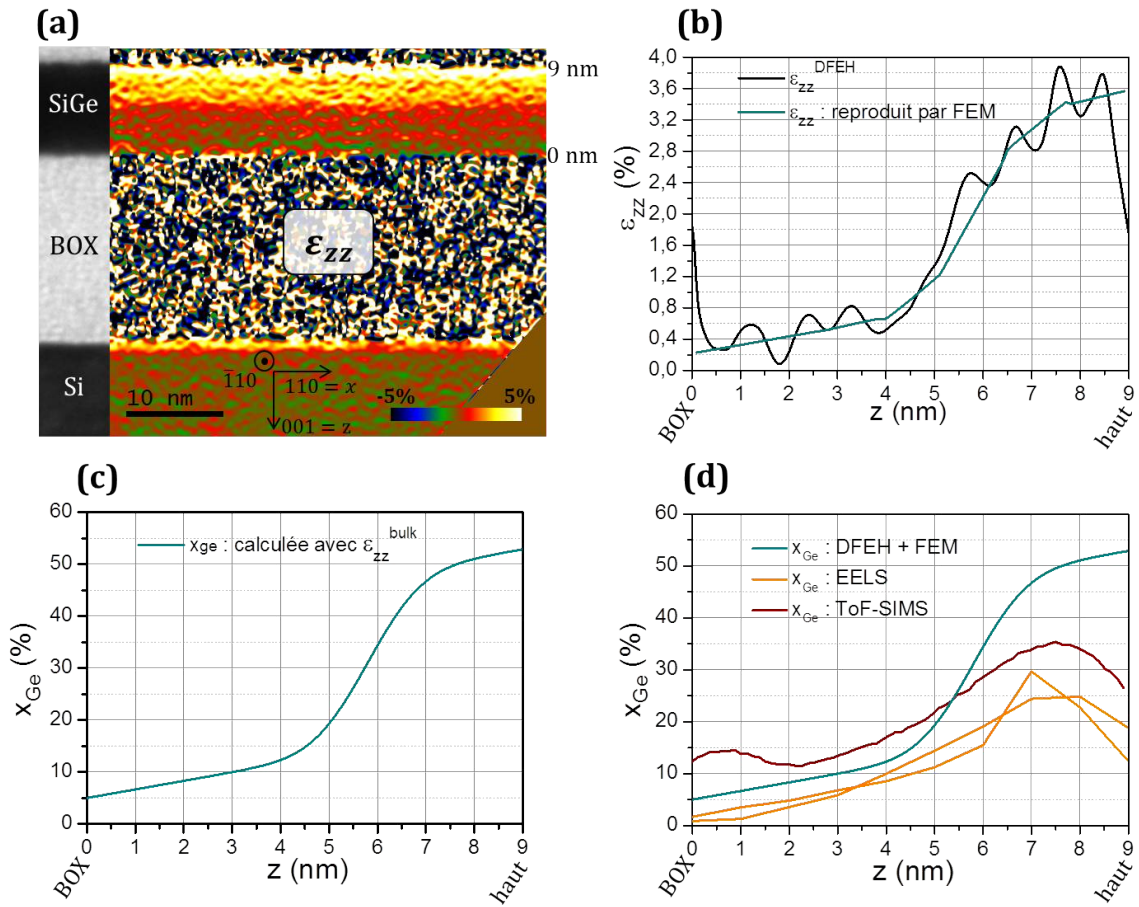 (a)
SiGe
BOX
Si
9 nm
0 nm
εzz
1̅10
110 = x
001 = z
10 nm
-5%
5%
(b)
εzz DFEH
εzz : reproduit par FEM
εzz (%)
4,0
3,6
3,2
2,8
2,4
2,0
1,6
1,2
0,8
0,4
0,0
0 1 2 3 4 5 6 7 8 9
BOX
z (nm)
haut
(c)
xGe : calculée avec εzz bulk
xGe (%)
60
50
40
30
20
10
0
0 1 2 3 4 5 6 7 8 9
BOX
z (nm)
haut
(d)
xGe : DFEH + FEM
xGe : EELS
xGe : ToF-SIMS
xGe (%)
60
50
40
30
20
10
0
0 1 2 3 4 5 6 7 8 9
BOX
z (nm)
haut